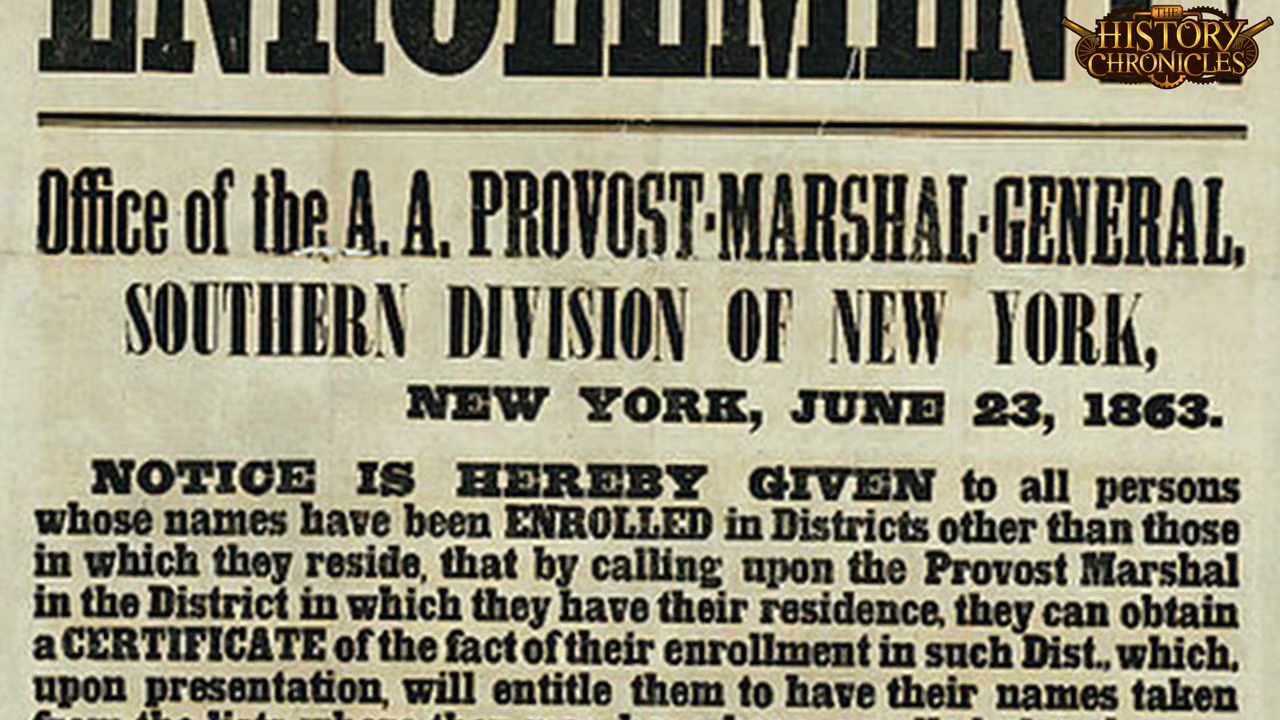 THE
HISTORY
CHRONICLES
Office of the A. A. PROVOST-MARSHAL-GENERAL,
SOUTHERN DIVISION OF NEW YORK,
NEW YORK, JUNE 23, 1863.
NOTICE IS HEREBY GIVEN to all persons
whose names have been ENROLLED in Districts other than those
in which they reside, that by calling upon the Provost Marshal
in the District in which they have their residence, they can obtain
a CERTIFICATE of the fact of their enrollment in such Dist., which,
upon presentation, will entitle them to have their names taken